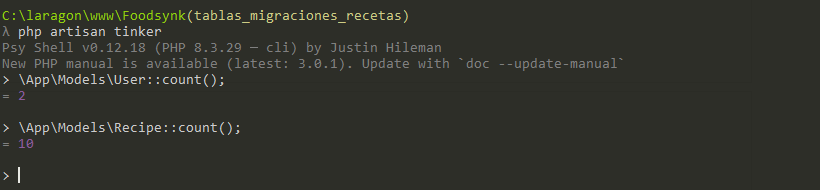 C:\laragon\www\Foodsynk(tablas_migraciones_recetas)
λ php artisan tinker
Psy Shell v0.12.18 (PHP 8.3.29 — cli) by Justin Hileman
New PHP manual is available (latest: 3.0.1). Update with `doc --update-manual`
> \App\Models\User::count();
= 2
> \App\Models\Recipe::count();
= 10
>